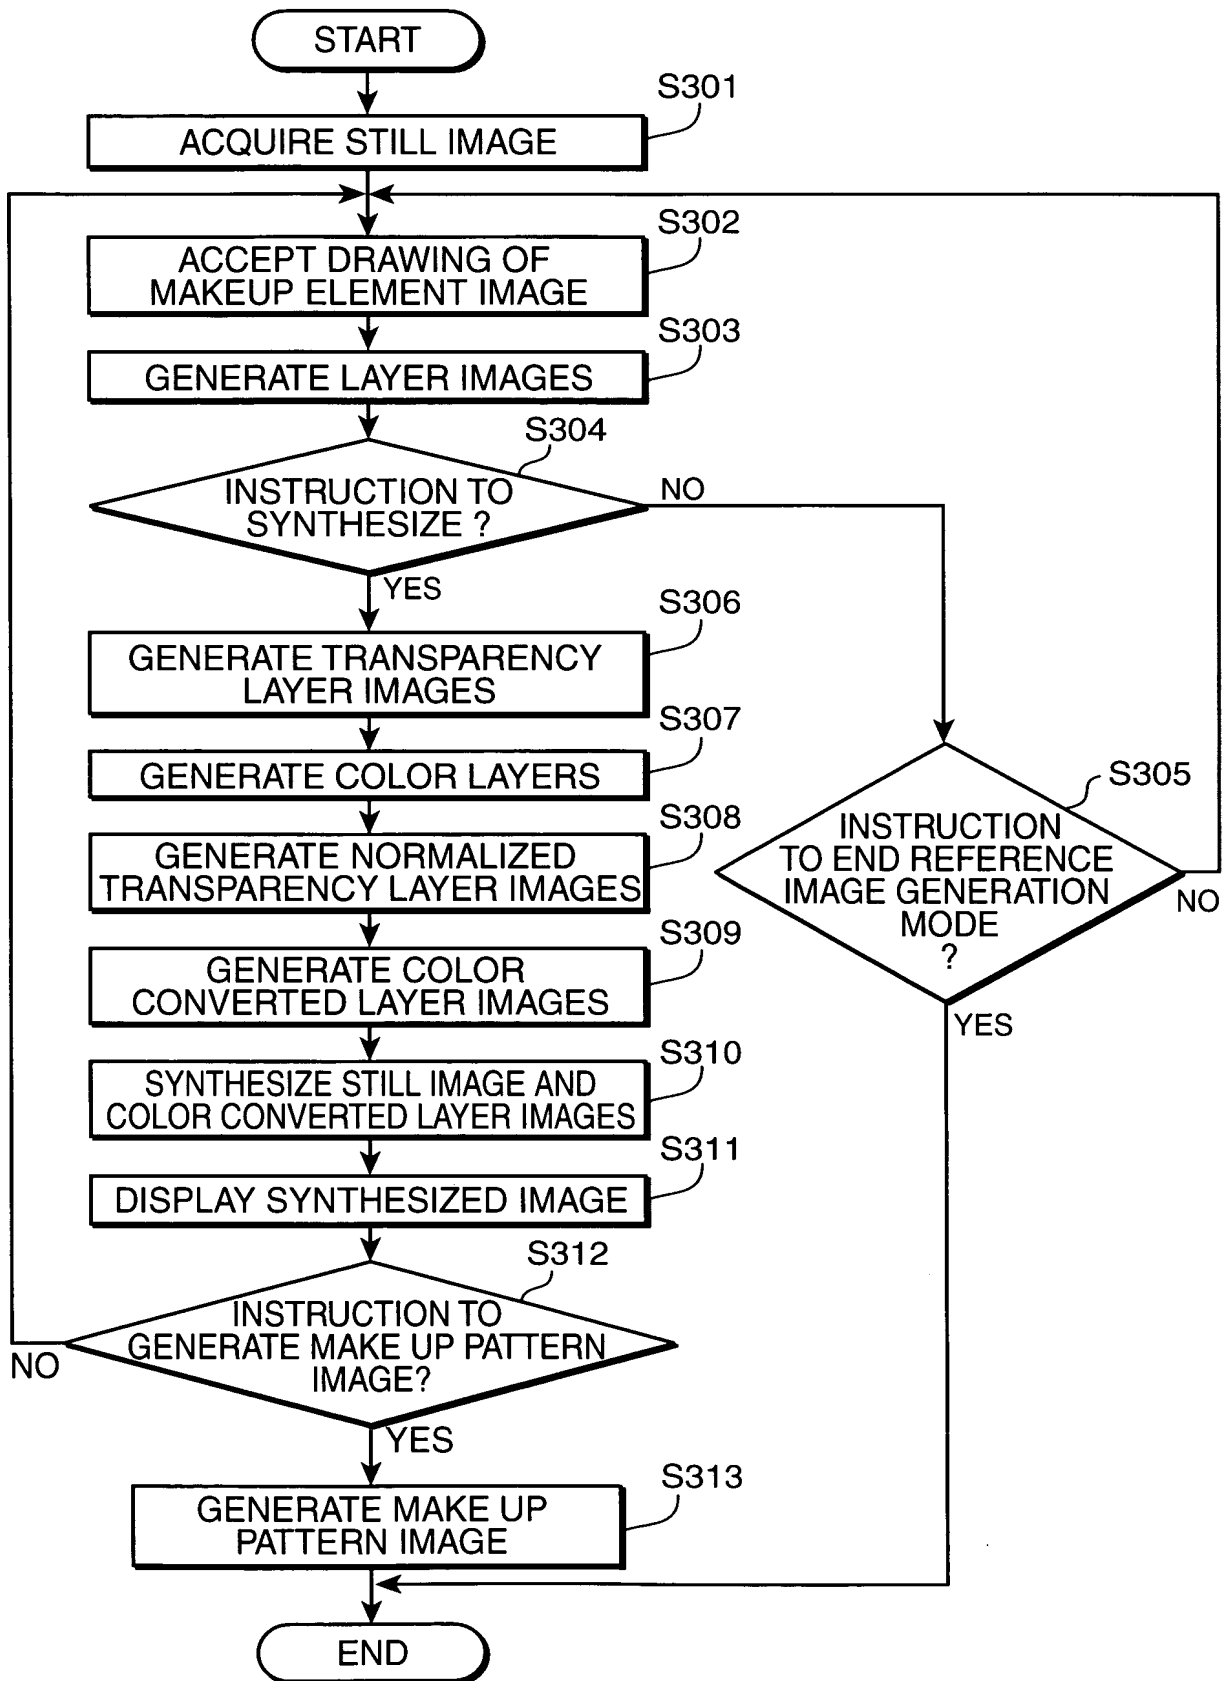 START
S301
ACQUIRE STILL IMAGE
S302
ACCEPT DRAWING OF
MAKEUP ELEMENT IMAGE
S303
GENERATE LAYER IMAGES
S304
INSTRUCTION TO
SYNTHESIZE ?
NO
YES
S306
GENERATE TRANSPARENCY
LAYER IMAGES
S307
GENERATE COLOR LAYERS
S305
INSTRUCTION
TO END REFERENCE
IMAGE GENERATION
MODE
?
NO
YES
S308
GENERATE NORMALIZED
TRANSPARENCY LAYER IMAGES
S309
GENERATE COLOR
CONVERTED LAYER IMAGES
S310
SYNTHESIZE STILL IMAGE AND
COLOR CONVERTED LAYER IMAGES
S311
DISPLAY SYNTHESIZED IMAGE
S312
INSTRUCTION TO
GENERATE MAKE UP PATTERN
IMAGE?
NO
YES
S313
GENERATE MAKE UP
PATTERN IMAGE
END